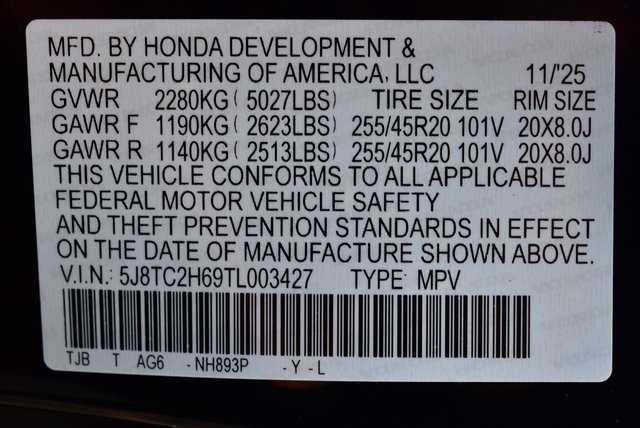 MFD. BY HONDA DEVELOPMENT &
MANUFACTURING OF AMERICA, LLC 11/'25
GVWR 2280KG ( 5027LBS) TIRE SIZE RIM SIZE
GAWR F 1190KG ( 2623LBS) 255/45R20 101V 20X8.0J
GAWR R 1140KG ( 2513LBS) 255/45R20 101V 20X8.0J
THIS VEHICLE CONFORMS TO ALL APPLICABLE
FEDERAL MOTOR VEHICLE SAFETY
AND THEFT PREVENTION STANDARDS IN EFFECT
ON THE DATE OF MANUFACTURE SHOWN ABOVE.
V.I.N.: 5J8TC2H69TL003427 TYPE: MPV
TJB T AG6 - NH893P - Y - L